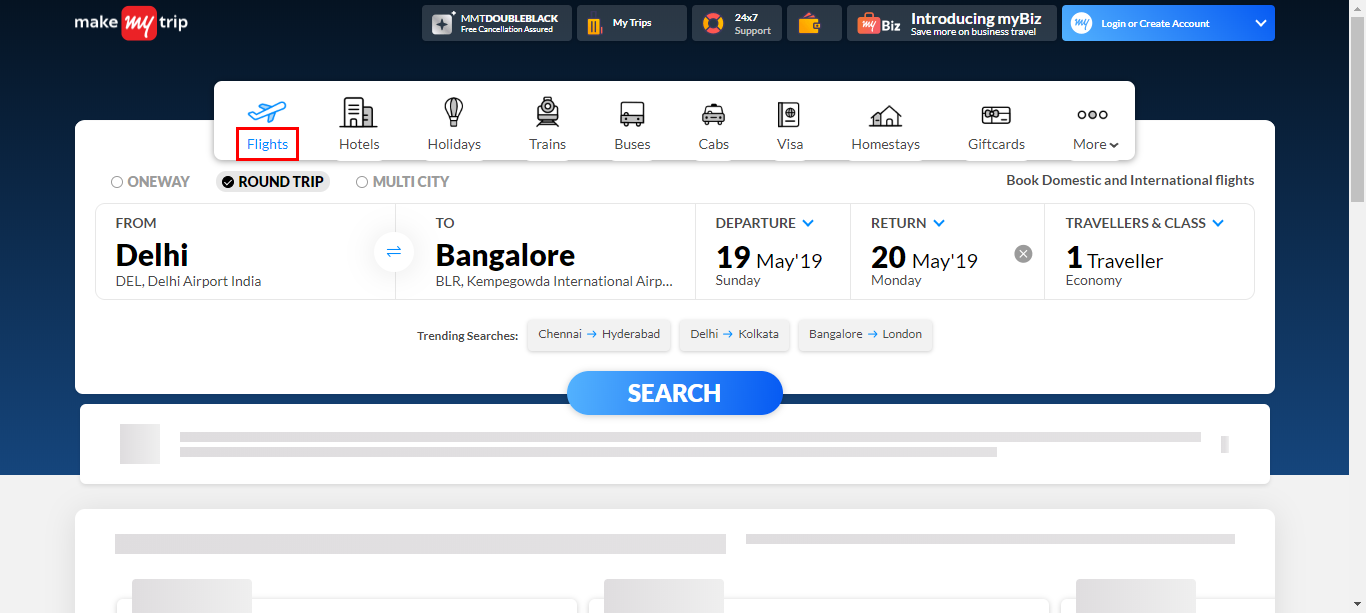 make my trip
MMTDOUBLEBLACK
Free Cancellation Assured
My Trips
24x7
Support
my Biz
Introducing myBiz
Save more on business travel
my
Login or Create Account
Flights
Hotels
Holidays
Trains
Buses
Cabs
Visa
Homestays
Giftcards
More
ONEWAY
ROUND TRIP
MULTI CITY
Book Domestic and International flights
FROM
Delhi
DEL, Delhi Airport India
TO
Bangalore
BLR, Kempegowda International Airp...
DEPARTURE
19 May'19
Sunday
RETURN
20 May'19
Monday
TRAVELLERS & CLASS
1 Traveller
Economy
Trending Searches:
Chennai → Hyderabad
Delhi → Kolkata
Bangalore → London
SEARCH